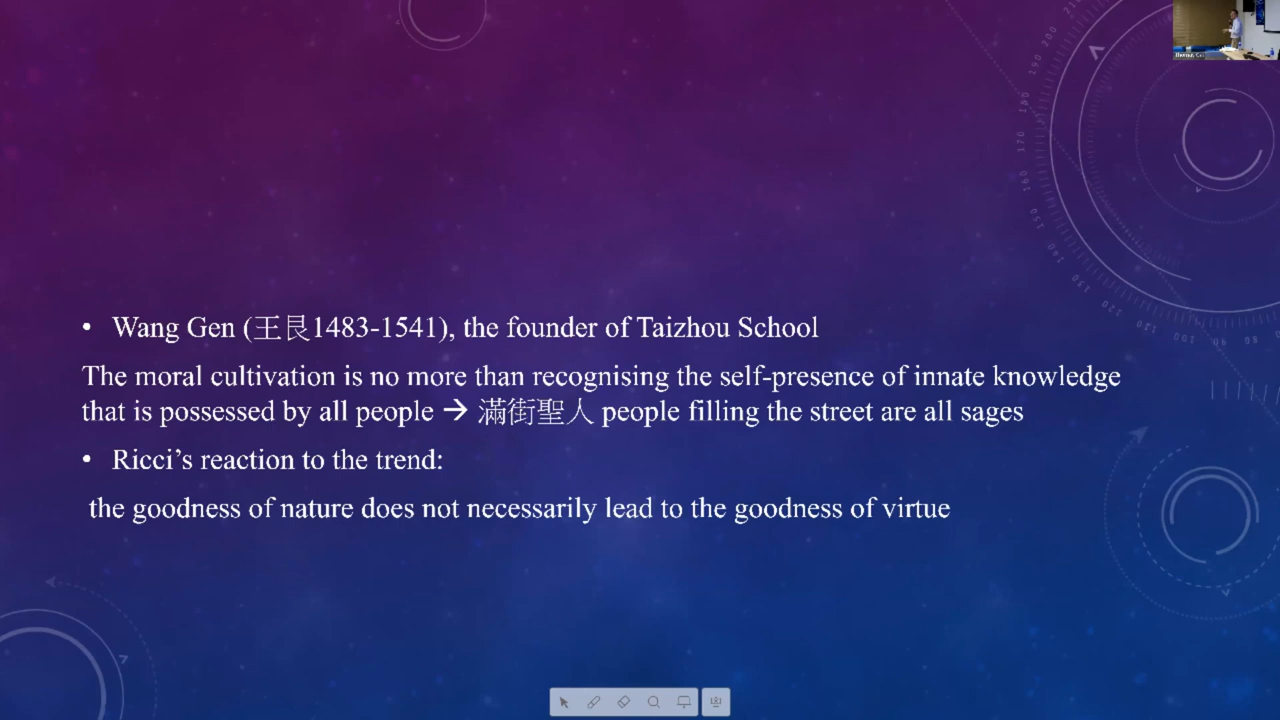 • Wang Gen (王艮1483-1541), the founder of Taizhou School
The moral cultivation is no more than recognising the self-presence of innate knowledge
that is possessed by all people → 滿街聖人 people filling the street are all sages
• Ricci’s reaction to the trend:
the goodness of nature does not necessarily lead to the goodness of virtue